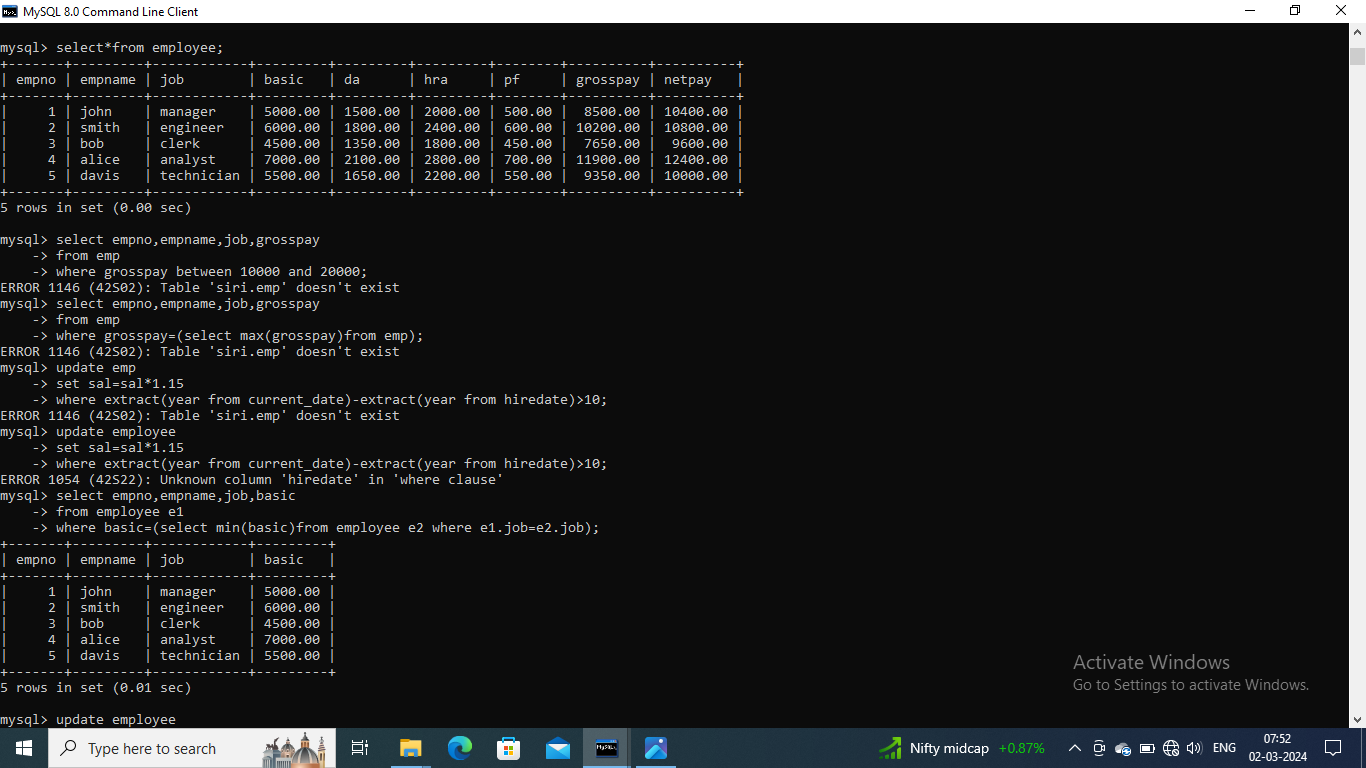 MySQL 8.0 Command Line Client
mysql> select*from employee;
+-------+---------+------------+---------+---------+---------+--------+----------+----------+
| empno | empname | job        | basic   | da      | hra     | pf     | grosspay | netpay   |
+-------+---------+------------+---------+---------+---------+--------+----------+----------+
|     1 | john    | manager    | 5000.00 | 1500.00 | 2000.00 | 500.00 |  8500.00 | 10400.00 |
|     2 | smith   | engineer   | 6000.00 | 1800.00 | 2400.00 | 600.00 | 10200.00 | 10800.00 |
|     3 | bob     | clerk      | 4500.00 | 1350.00 | 1800.00 | 450.00 |  7650.00 |  9600.00 |
|     4 | alice   | analyst    | 7000.00 | 2100.00 | 2800.00 | 700.00 | 11900.00 | 12400.00 |
|     5 | davis   | technician | 5500.00 | 1650.00 | 2200.00 | 550.00 |  9350.00 | 10000.00 |
+-------+---------+------------+---------+---------+---------+--------+----------+----------+
5 rows in set (0.00 sec)
mysql> select empno,empname,job,grosspay
    -> from emp
    -> where grosspay between 10000 and 20000;
ERROR 1146 (42S02): Table 'siri.emp' doesn't exist
mysql> select empno,empname,job,grosspay
    -> from emp
    -> where grosspay=(select max(grosspay)from emp);
ERROR 1146 (42S02): Table 'siri.emp' doesn't exist
mysql> update emp
    -> set sal=sal*1.15
    -> where extract(year from current_date)-extract(year from hiredate)>10;
ERROR 1146 (42S02): Table 'siri.emp' doesn't exist
mysql> update employee
    -> set sal=sal*1.15
    -> where extract(year from current_date)-extract(year from hiredate)>10;
ERROR 1054 (42S22): Unknown column 'hiredate' in 'where clause'
mysql> select empno,empname,job,basic
    -> from employee e1
    -> where basic=(select min(basic)from employee e2 where e1.job=e2.job);
+-------+---------+------------+---------+
| empno | empname | job        | basic   |
+-------+---------+------------+---------+
|     1 | john    | manager    | 5000.00 |
|     2 | smith   | engineer   | 6000.00 |
|     3 | bob     | clerk      | 4500.00 |
|     4 | alice   | analyst    | 7000.00 |
|     5 | davis   | technician | 5500.00 |
+-------+---------+------------+---------+
5 rows in set (0.01 sec)
mysql> update employee
Activate Windows
Go to Settings to activate Windows.
Type here to search
MySQL
Nifty midcap +0.87%
ENG
07:52
02-03-2024